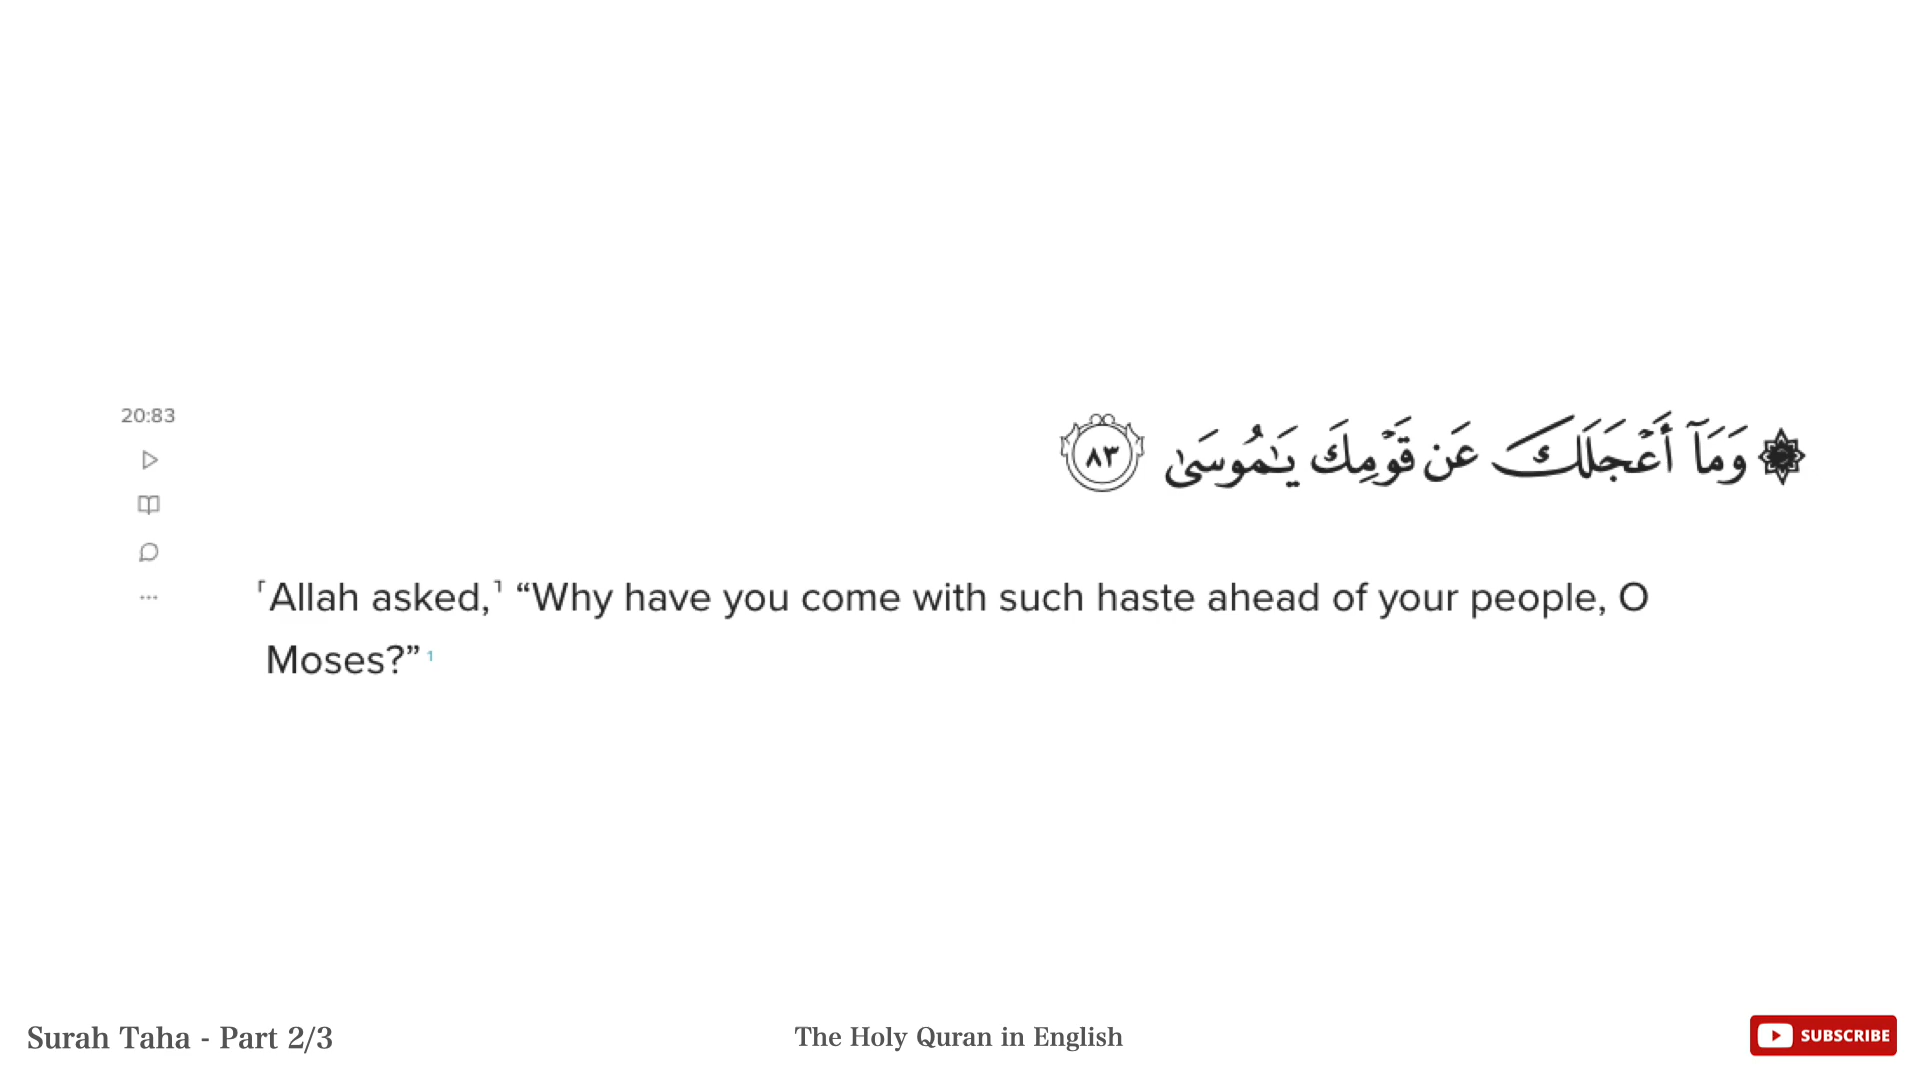 20:83
۞ وَمَآ أَعْجَلَكَ عَن قَوْمِكَ يَـٰمُوسَىٰ ٨٣
⸢Allah asked,⸣ “Why have you come with such haste ahead of your people, O
Moses?” 1
Surah Taha - Part 2/3
The Holy Quran in English
SUBSCRIBE